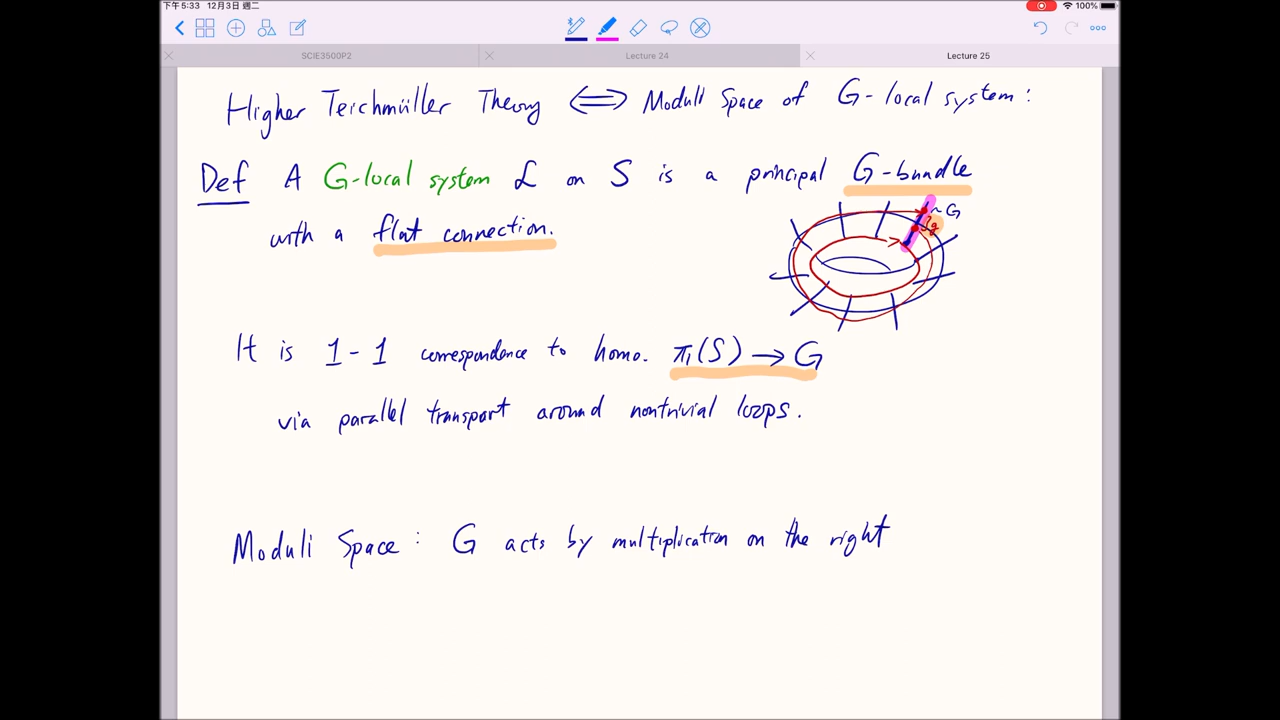 下午5:33 12月3日 週二
100%
SCIE3500P2
Lecture 24
Lecture 25
Higher Teichmüller Theory ⟺ Moduli Space of G-local system :
Def A G-local system ℒ on S is a principal G-bundle
with a flat connection.
~ G
g
It is 1-1 correspondence to homo. π₁(S) → G
via parallel transport around nontrivial loops.
Moduli Space : G acts by multiplication on the right